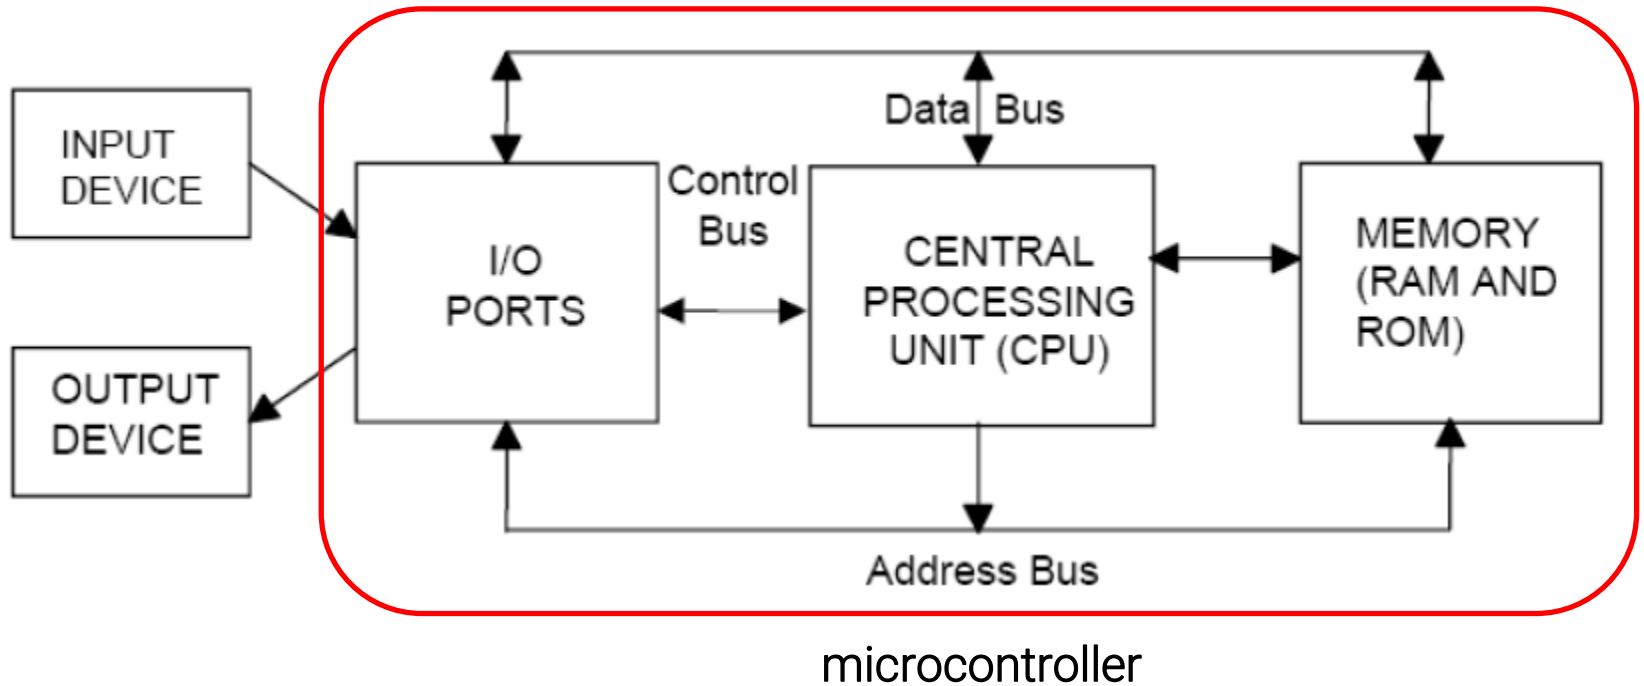 INPUT
DEVICE
OUTPUT
DEVICE
I/O
PORTS
Control
Bus
Data Bus
CENTRAL
PROCESSING
UNIT (CPU)
MEMORY
(RAM AND
ROM)
Address Bus
microcontroller